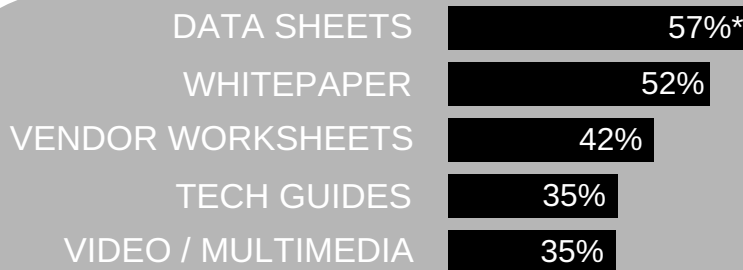 DATA SHEETS 57%*
WHITEPAPER 52%
VENDOR WORKSHEETS 42%
TECH GUIDES 35%
VIDEO / MULTIMEDIA 35%